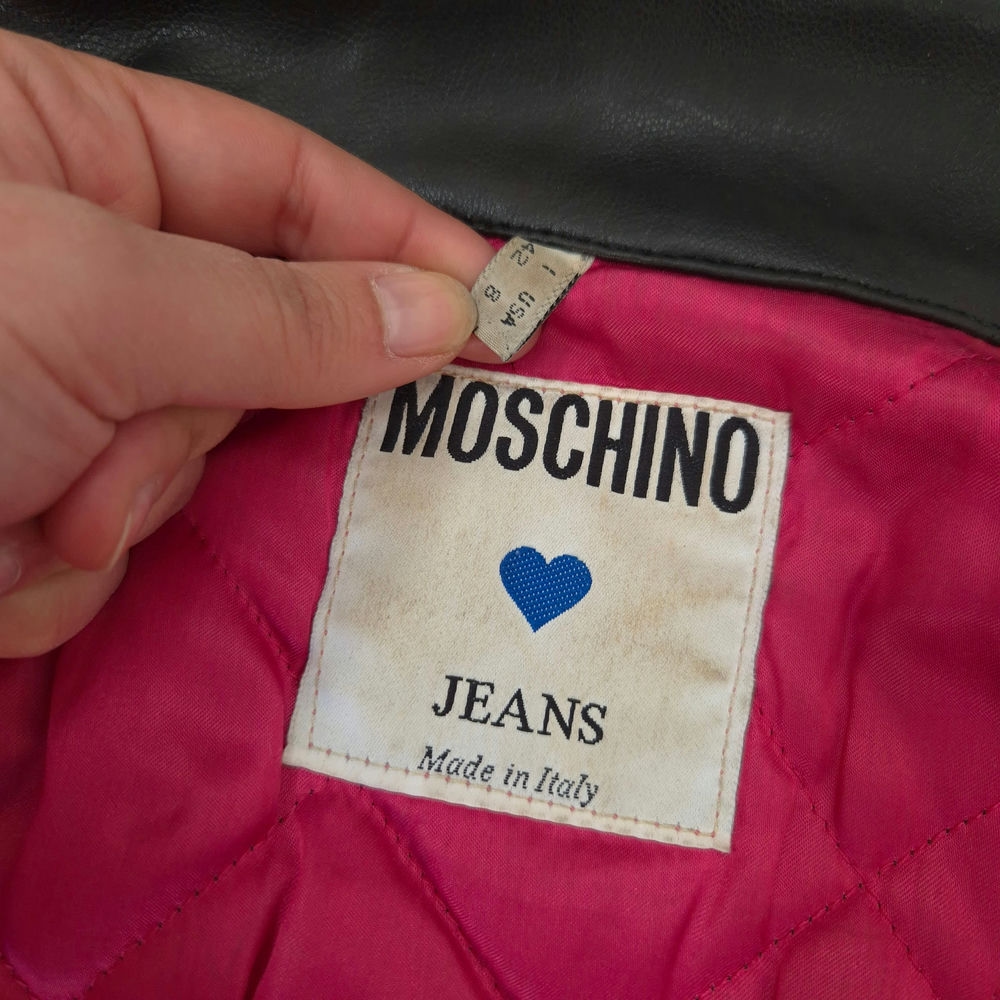 I 42
USA 8
MOSCHINO
JEANS
Made in Italy